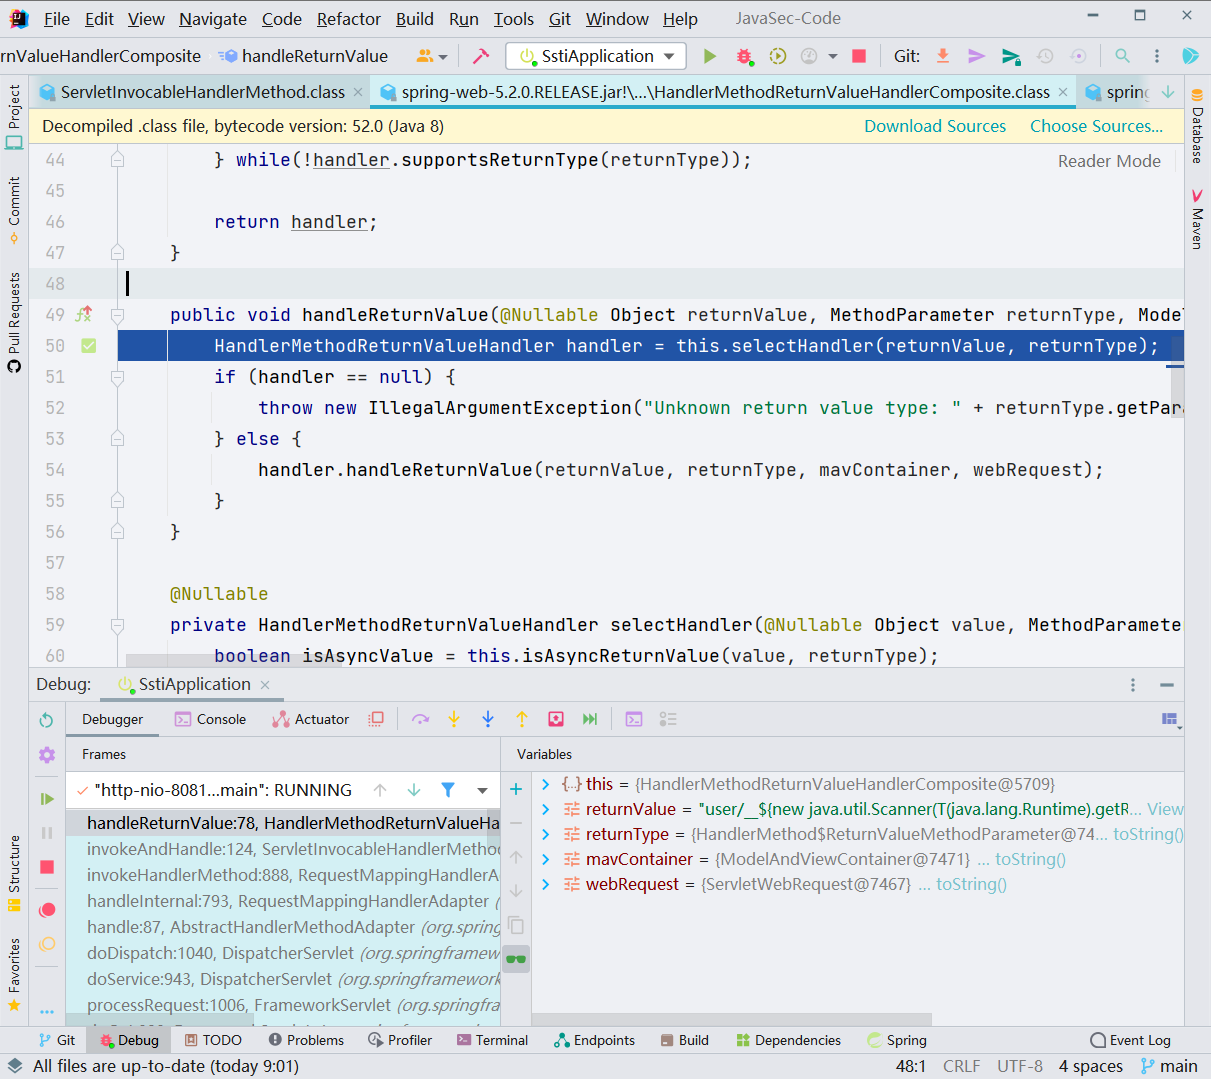 File Edit View Navigate Code Refactor Build Run Tools Git Window Help JavaSec-Code
rnValueHandlerComposite handleReturnValue SstiApplication Git:
ServletInvocableHandlerMethod.class × spring-web-5.2.0.RELEASE.jar!\...\HandlerMethodReturnValueHandlerComposite.class × spring
Decompiled .class file, bytecode version: 52.0 (Java 8) Download Sources Choose Sources...
Reader Mode
44 } while(!handler.supportsReturnType(returnType));
45
46 return handler;
47 }
48
49 public void handleReturnValue(@Nullable Object returnValue, MethodParameter returnType, Mode
50 HandlerMethodReturnValueHandler handler = this.selectHandler(returnValue, returnType);
51 if (handler == null) {
52 throw new IllegalArgumentException("Unknown return value type: " + returnType.getPar
53 } else {
54 handler.handleReturnValue(returnValue, returnType, mavContainer, webRequest);
55 }
56 }
57
58 @Nullable
59 private HandlerMethodReturnValueHandler selectHandler(@Nullable Object value, MethodParameter
60 boolean isAsyncValue = this.isAsyncReturnValue(value, returnType);
Project
Commit
Pull Requests
Structure
Favorites
Database
Maven
Debug: SstiApplication ×
Debugger Console Actuator
Frames
"http-nio-8081...main": RUNNING
handleReturnValue:78, HandlerMethodReturnValueHa
invokeAndHandle:124, ServletInvocableHandlerMetho
invokeHandlerMethod:888, RequestMappingHandlerA
handleInternal:793, RequestMappingHandlerAdapter (
handle:87, AbstractHandlerMethodAdapter (org.spring
doDispatch:1040, DispatcherServlet (org.springframew
doService:943, DispatcherServlet (org.springframework
processRequest:1006, FrameworkServlet (org.springfra
Variables
this = {HandlerMethodReturnValueHandlerComposite@5709}
returnValue = "user/__${new java.util.Scanner(T(java.lang.Runtime).getR... View
returnType = {HandlerMethod$ReturnValueMethodParameter@74... toString()
mavContainer = {ModelAndViewContainer@7471} ... toString()
webRequest = {ServletWebRequest@7467} ... toString()
Git Debug TODO Problems Profiler Terminal Endpoints Build Dependencies Spring Event Log
All files are up-to-date (today 9:01) 48:1 CRLF UTF-8 4 spaces main